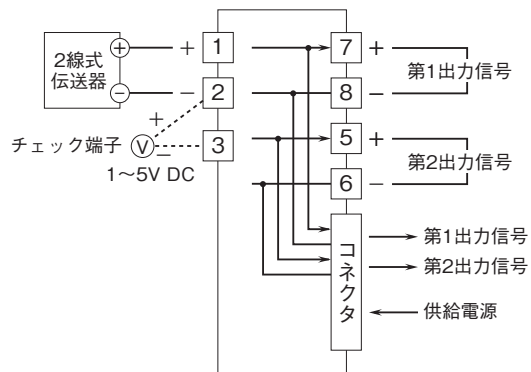 2線式
伝送器
+
−
+
−
1
2
3
+
−
V
チェック端子
1～5V DC
7
8
5
6
+
−
第1出力信号
+
−
第2出力信号
コネクタ
第1出力信号
第2出力信号
供給電源